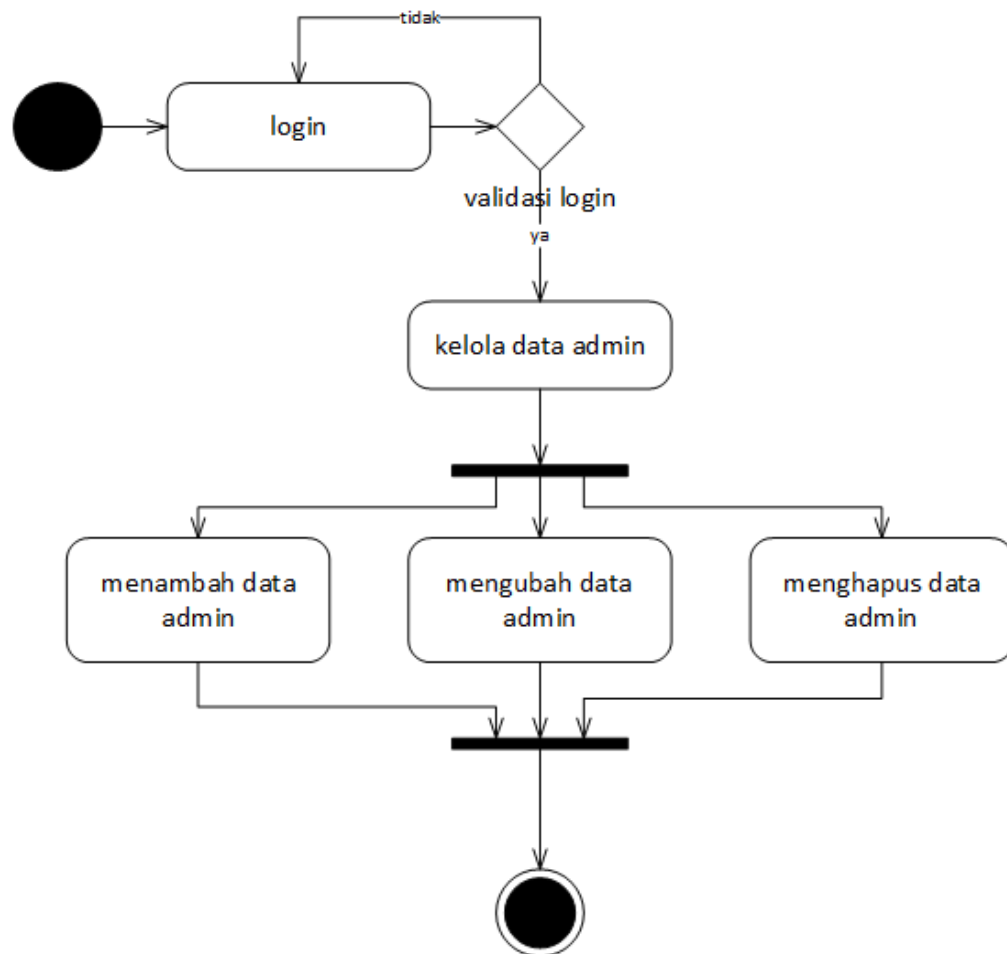 tidak
login
validasi login
ya
kelola data admin
menambah data
admin
mengubah data
admin
menghapus data
admin